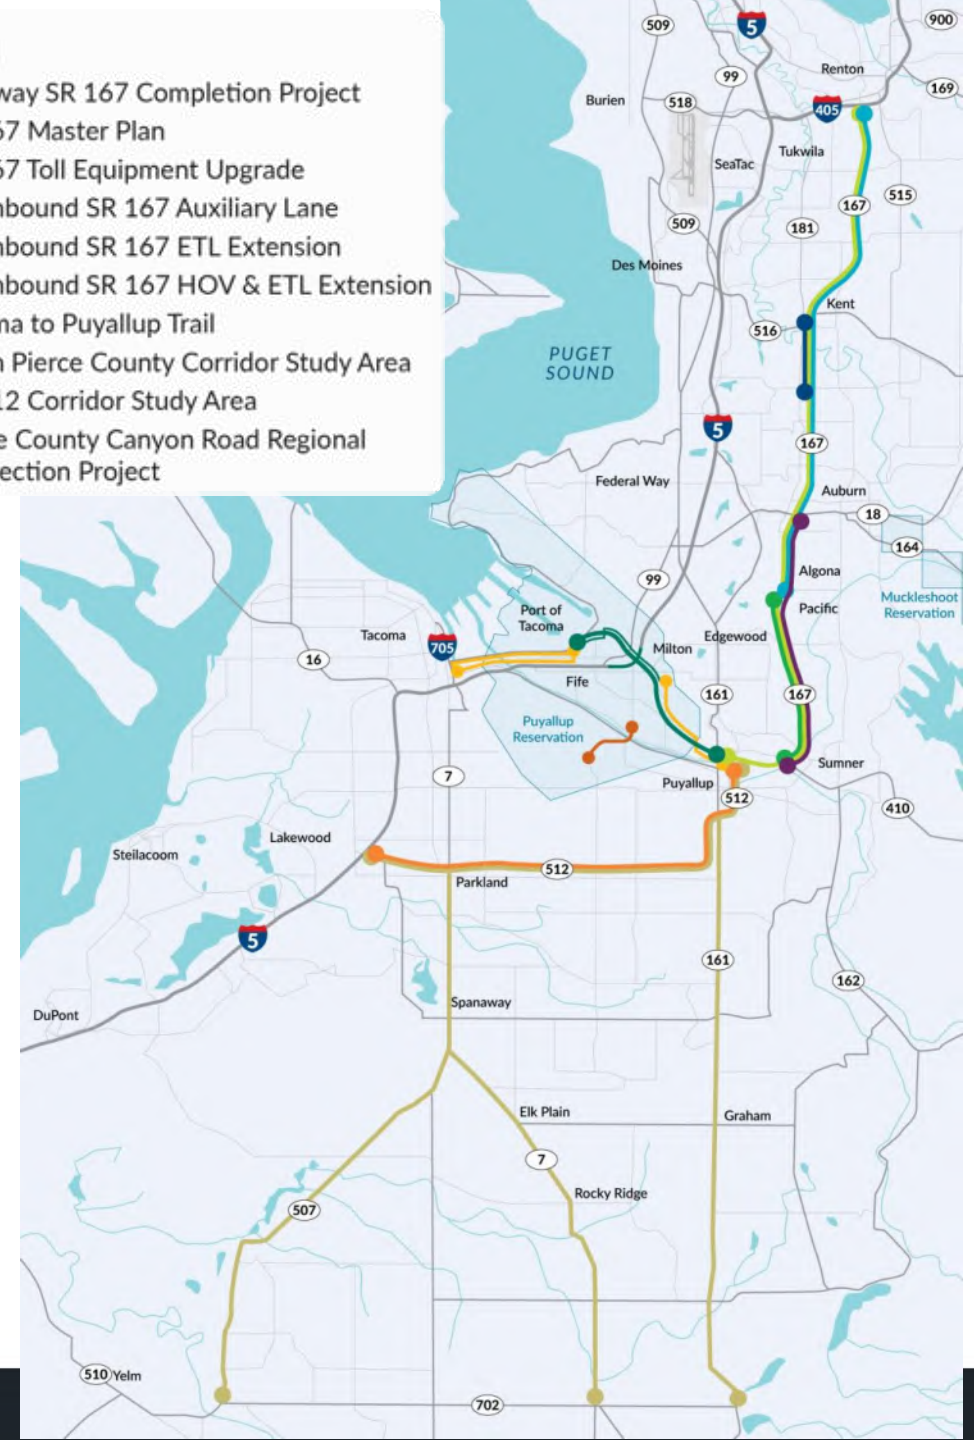 way SR 167 Completion Project
67 Master Plan
67 Toll Equipment Upgrade
nbound SR 167 Auxiliary Lane
nbound SR 167 ETL Extension
nbound SR 167 HOV & ETL Extension
ma to Puyallup Trail
n Pierce County Corridor Study Area
12 Corridor Study Area
e County Canyon Road Regional
ection Project
509
5
900
99
Renton
169
Burien
518
405
SeaTac
Tukwila
515
167
509
181
Des Moines
Kent
516
PUGET
SOUND
5
167
Federal Way
Auburn
18
164
99
Algona
Muckleshoot
Reservation
Port of
Tacoma
Pacific
Tacoma
705
Edgewood
Milton
16
Fife
161
167
Puyallup
Reservation
Sumner
7
Puyallup
512
410
Lakewood
Steilacoom
512
Parkland
5
161
162
Spanaway
DuPont
Elk Plain
Graham
7
Rocky Ridge
507
510
Yelm
702